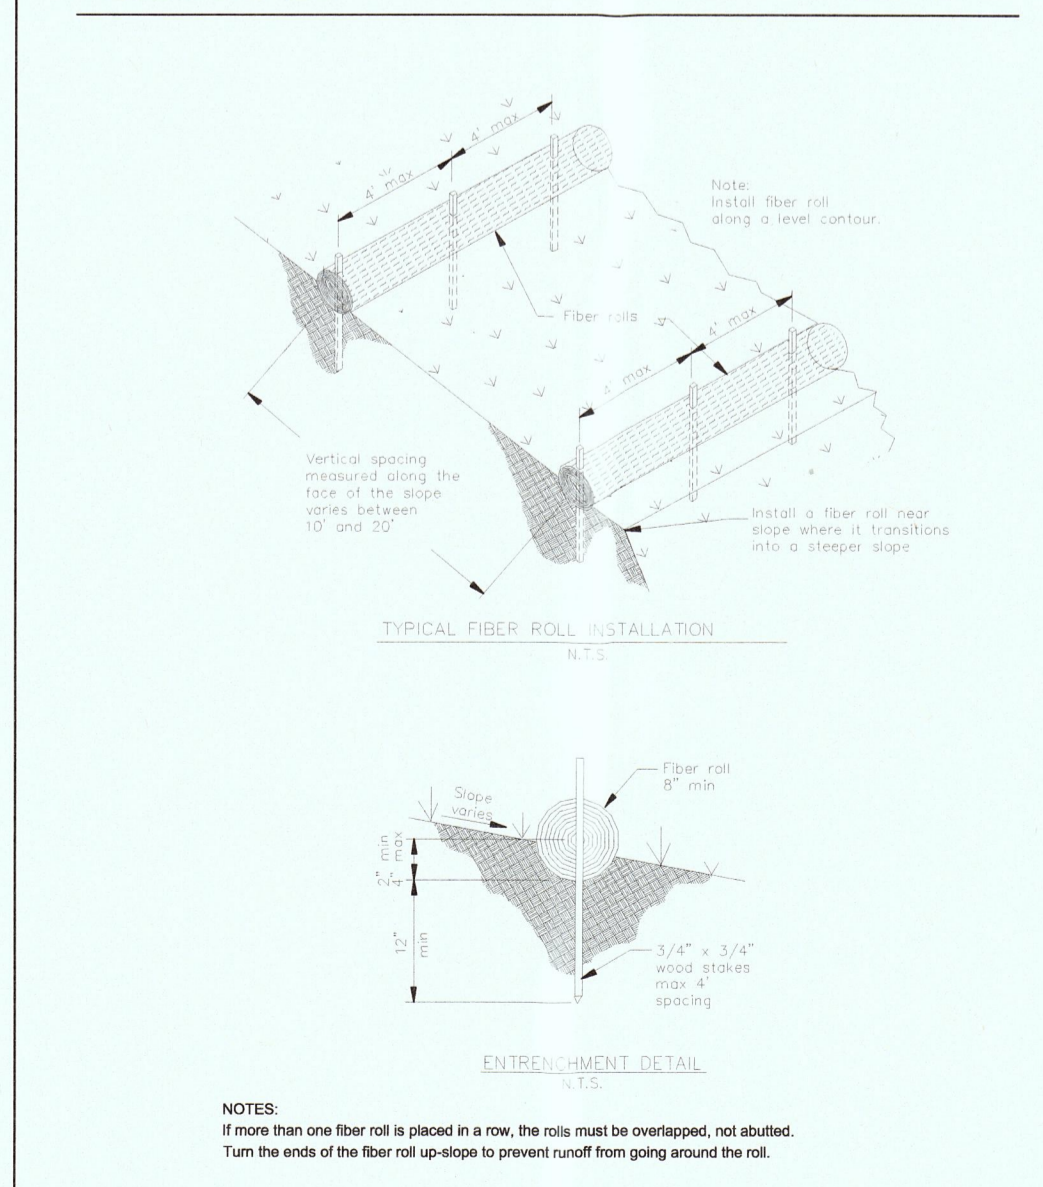 4' max
4' max
Note:
Install fiber roll
along a level contour.
Fiber rolls
4' max
4' max
Vertical spacing
measured along the
face of the slope
varies between
10' and 20'
Install a fiber roll near
slope where it transitions
into a steeper slope
TYPICAL FIBER ROLL INSTALLATION
N.T.S.
Fiber roll
8" min
Slope
varies
2" min
4" max
12"
min
3/4" x 3/4"
wood stakes
max 4'
spacing
ENTRENCHMENT DETAIL
N.T.S.
NOTES:
If more than one fiber roll is placed in a row, the rolls must be overlapped, not abutted.
Turn the ends of the fiber roll up-slope to prevent runoff from going around the roll.